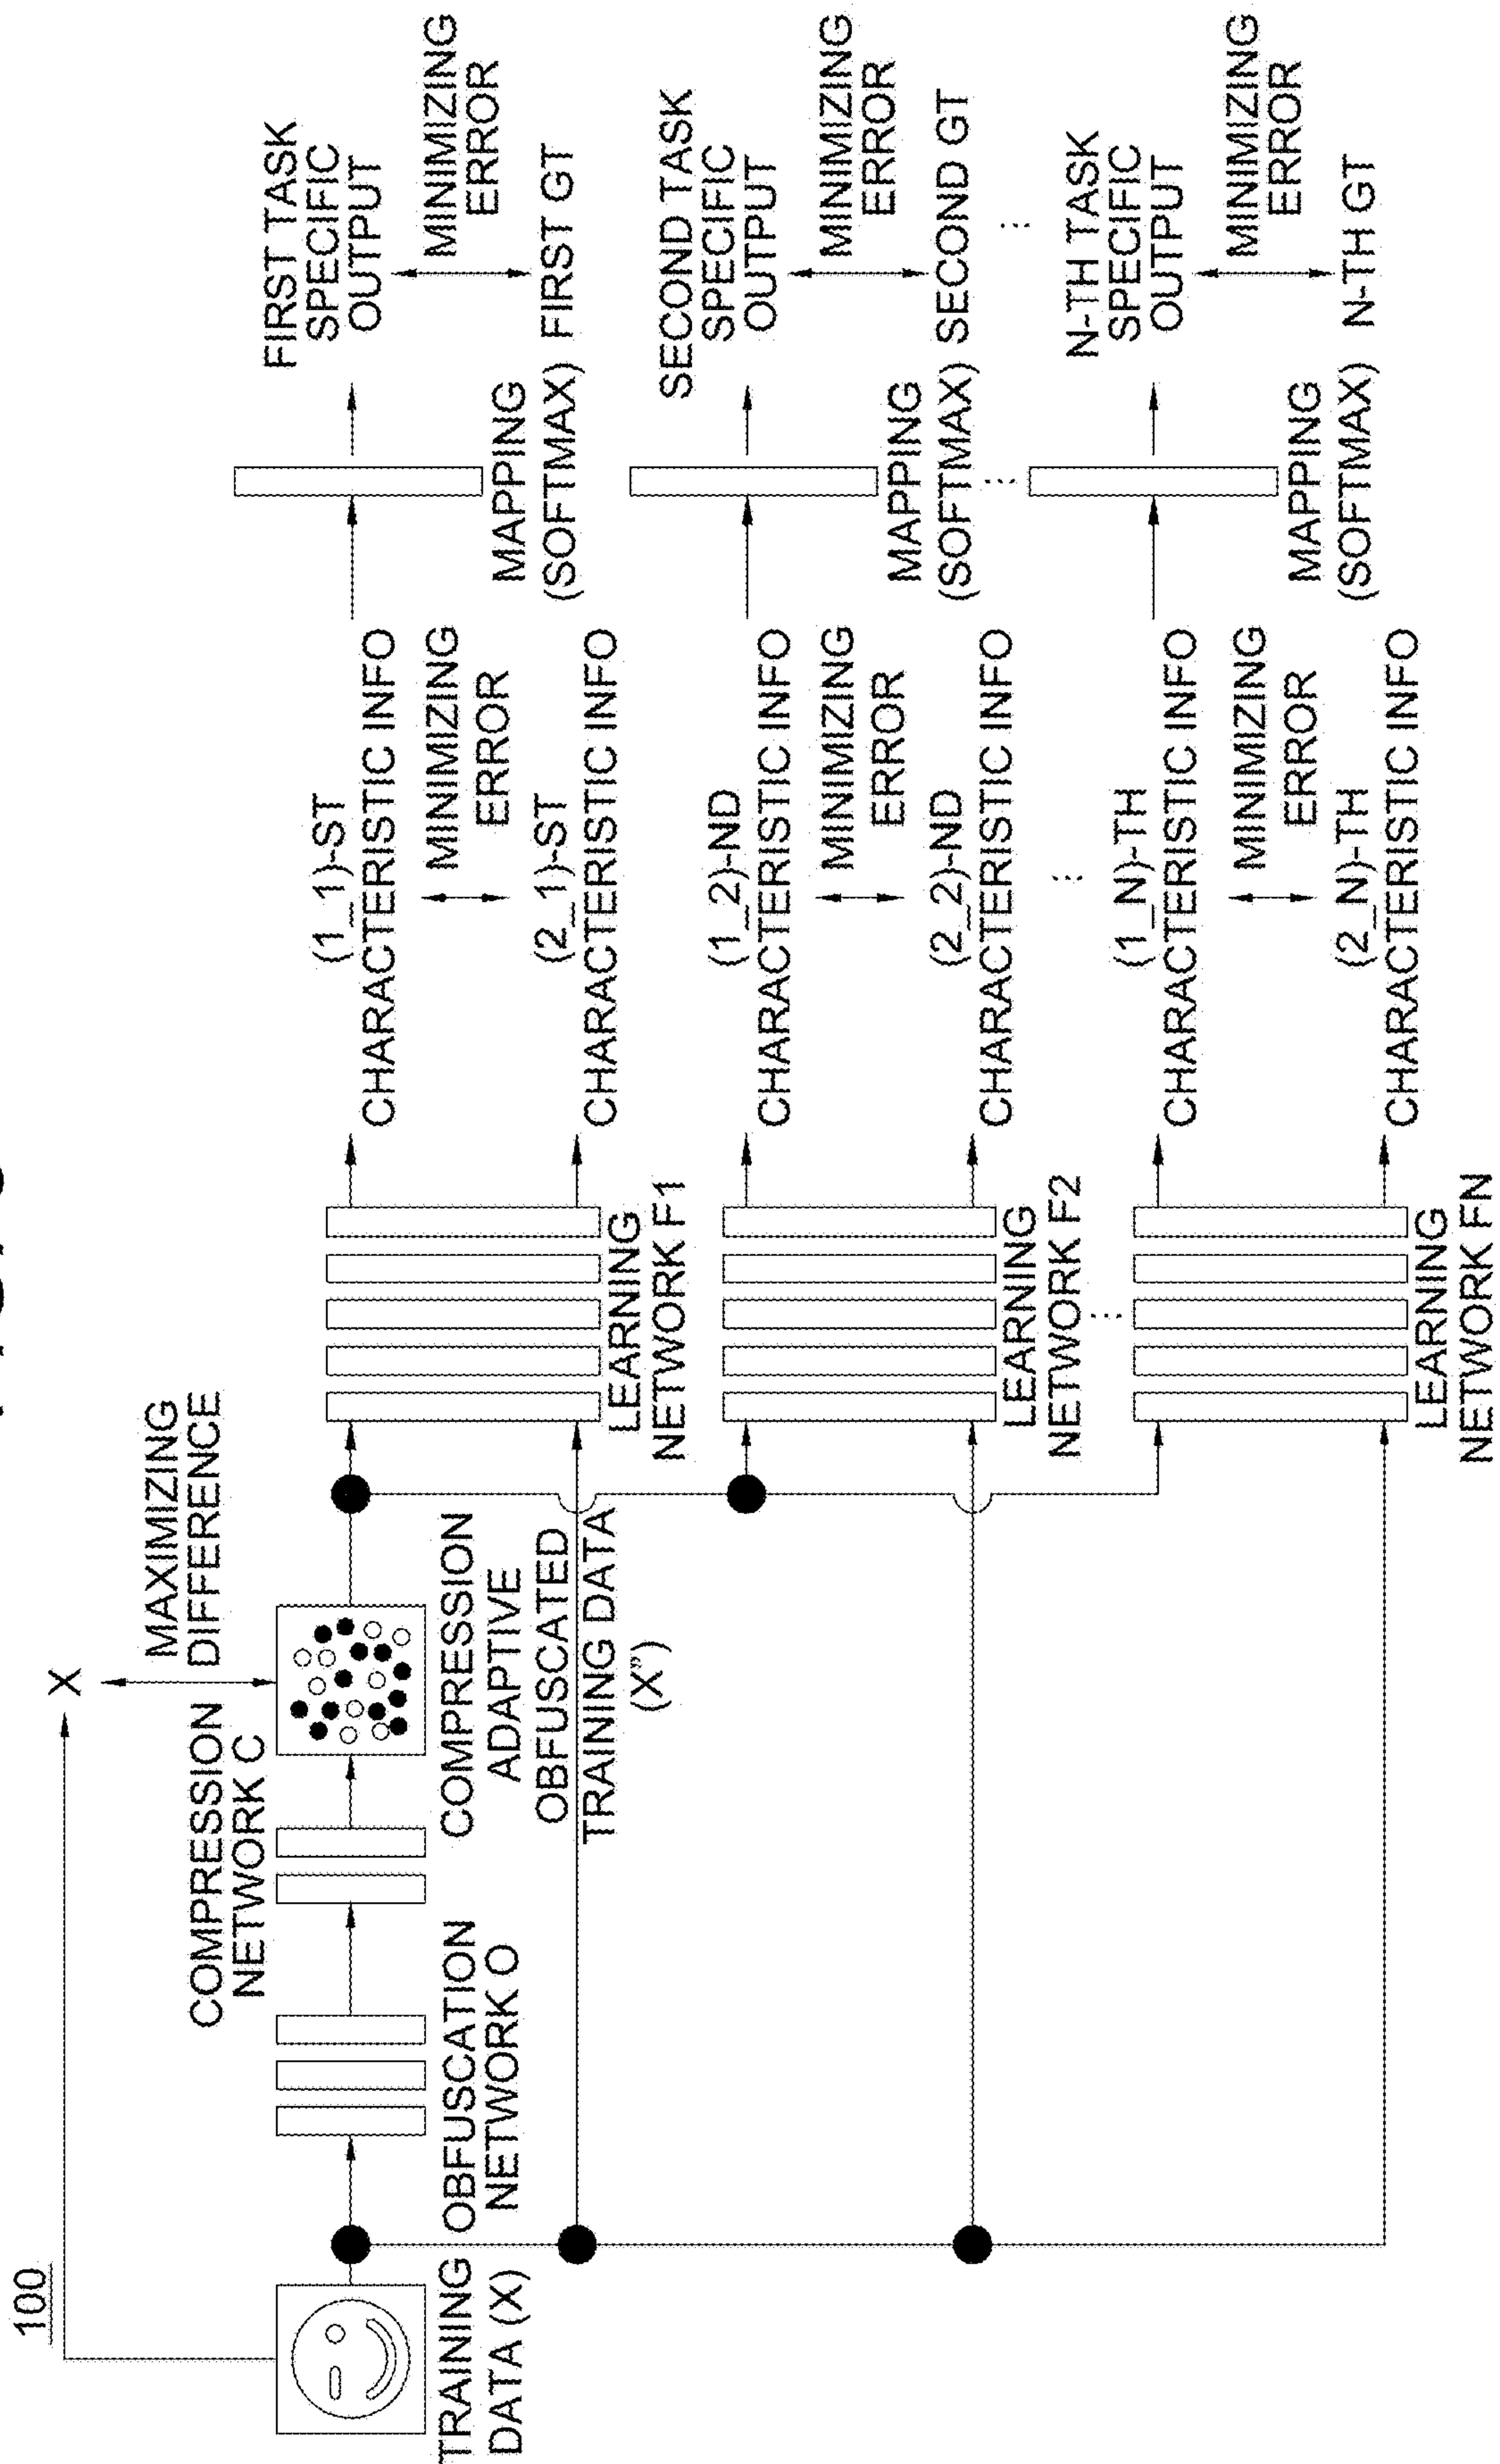 100
X
MAXIMIZING
DIFFERENCE
COMPRESSION
NETWORK C
TRAINING
DATA (X)
OBFUSCATION
NETWORK O
COMPRESSION
ADAPTIVE
OBFUSCATED
TRAINING DATA
(X")
LEARNING
NETWORK F1
(1_1)-ST
CHARACTERISTIC INFO
MINIMIZING
ERROR
(2_1)-ST
CHARACTERISTIC INFO
MAPPING
(SOFTMAX)
FIRST TASK
SPECIFIC
OUTPUT
MINIMIZING
ERROR
FIRST GT
LEARNING
NETWORK F2
(1_2)-ND
CHARACTERISTIC INFO
MINIMIZING
ERROR
(2_2)-ND
CHARACTERISTIC INFO
MAPPING
(SOFTMAX)
SECOND TASK
SPECIFIC
OUTPUT
MINIMIZING
ERROR
SECOND GT
LEARNING
NETWORK FN
(1_N)-TH
CHARACTERISTIC INFO
MINIMIZING
ERROR
(2_N)-TH
CHARACTERISTIC INFO
MAPPING
(SOFTMAX)
N-TH TASK
SPECIFIC
OUTPUT
MINIMIZING
ERROR
N-TH GT